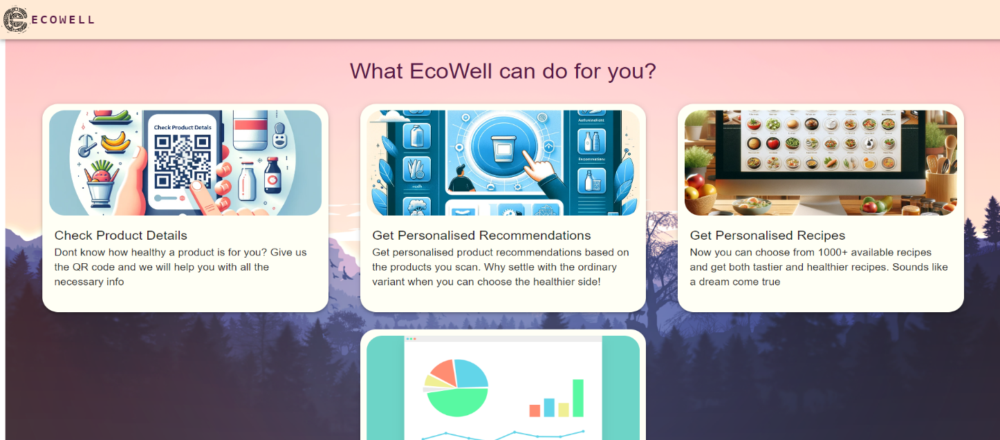 ECOWELL
What EcoWell can do for you?
Check Product Detals
Recommations
Check Product Details
Dont know how healthy a product is for you? Give us
the QR code and we will help you with all the
necessary info
Get Personalised Recommendations
Get personalised product recommendations based on
the products you scan. Why settle with the ordinary
variant when you can choose the healthier side!
Get Personalised Recipes
Now you can choose from 1000+ available recipes
and get both tastier and healthier recipes. Sounds like
a dream come true